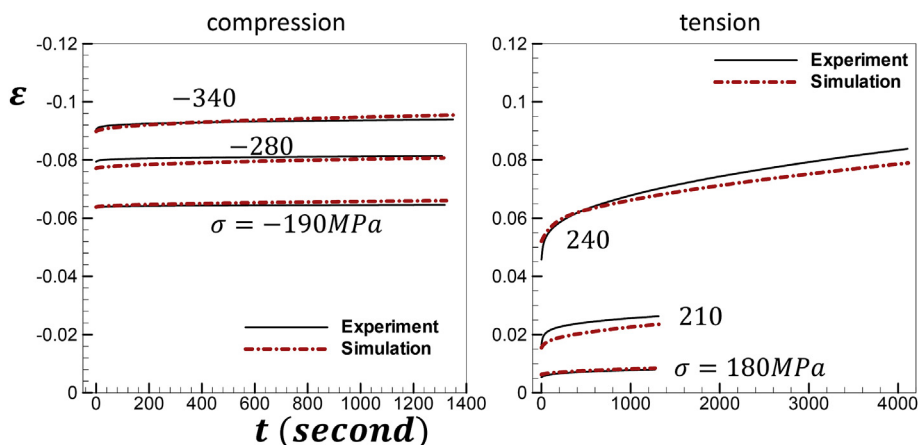 compression
tension
-0.12
-0.1
-0.08
-0.06
-0.04
-0.02
0
ε
−340
−280
σ = −190MPa
Experiment
Simulation
0 200 400 600 800 1000 1200 1400
0.12
0.1
0.08
0.06
0.04
0.02
0
Experiment
Simulation
240
210
σ = 180MPa
0 1000 2000 3000 4000
t (second)